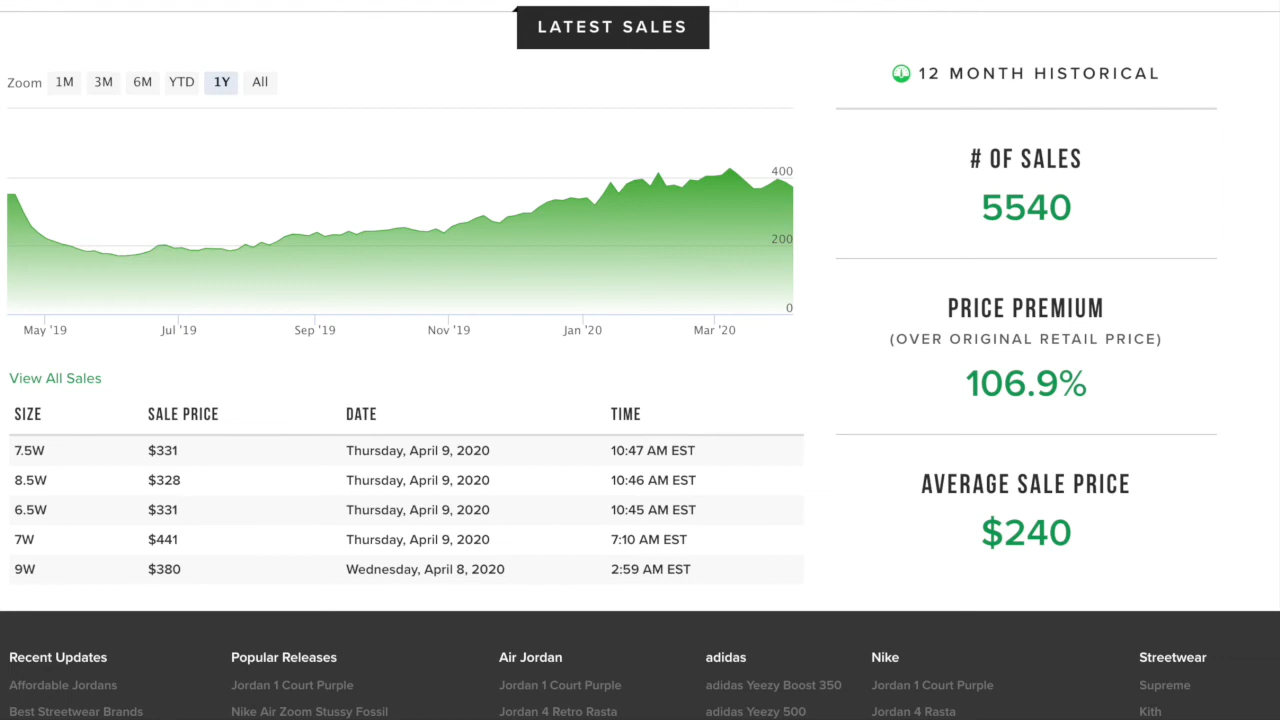 LATEST SALES
Zoom 1M 3M 6M YTD 1Y All
400
200
0
May '19 Jul '19 Sep '19 Nov '19 Jan '20 Mar '20
View All Sales
SIZE SALE PRICE DATE TIME
7.5W $331 Thursday, April 9, 2020 10:47 AM EST
8.5W $328 Thursday, April 9, 2020 10:46 AM EST
6.5W $331 Thursday, April 9, 2020 10:45 AM EST
7W $441 Thursday, April 9, 2020 7:10 AM EST
9W $380 Wednesday, April 8, 2020 2:59 AM EST
12 MONTH HISTORICAL
# OF SALES
5540
PRICE PREMIUM
(OVER ORIGINAL RETAIL PRICE)
106.9%
AVERAGE SALE PRICE
$240
Recent Updates Popular Releases Air Jordan adidas Nike Streetwear
Affordable Jordans Jordan 1 Court Purple Jordan 1 Court Purple adidas Yeezy Boost 350 Jordan 1 Court Purple Supreme
Best Streetwear Brands Nike Air Zoom Stussy Fossil Jordan 4 Retro Rasta adidas Yeezy 500 Jordan 4 Rasta Kith